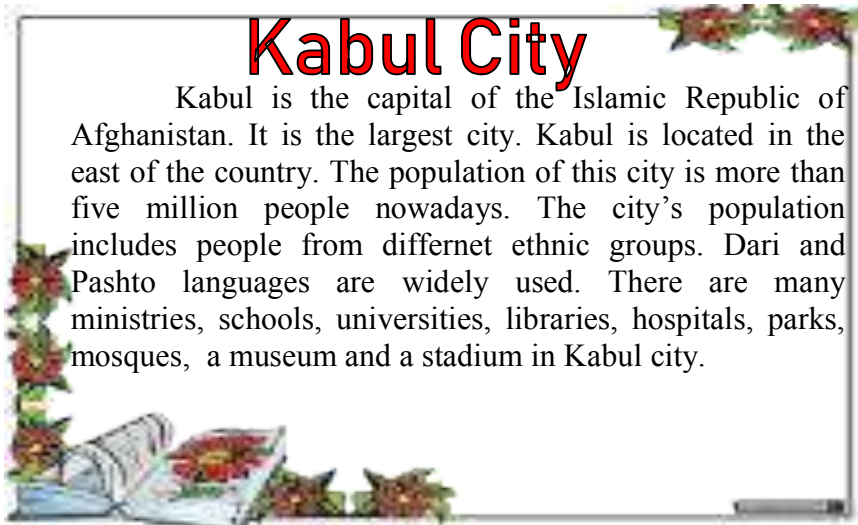 Kabul City
Kabul is the capital of the Islamic Republic of
Afghanistan. It is the largest city. Kabul is located in the
east of the country. The population of this city is more than
five million people nowadays. The city’s population
includes people from differnet ethnic groups. Dari and
Pashto languages are widely used. There are many
ministries, schools, universities, libraries, hospitals, parks,
mosques, a museum and a stadium in Kabul city.